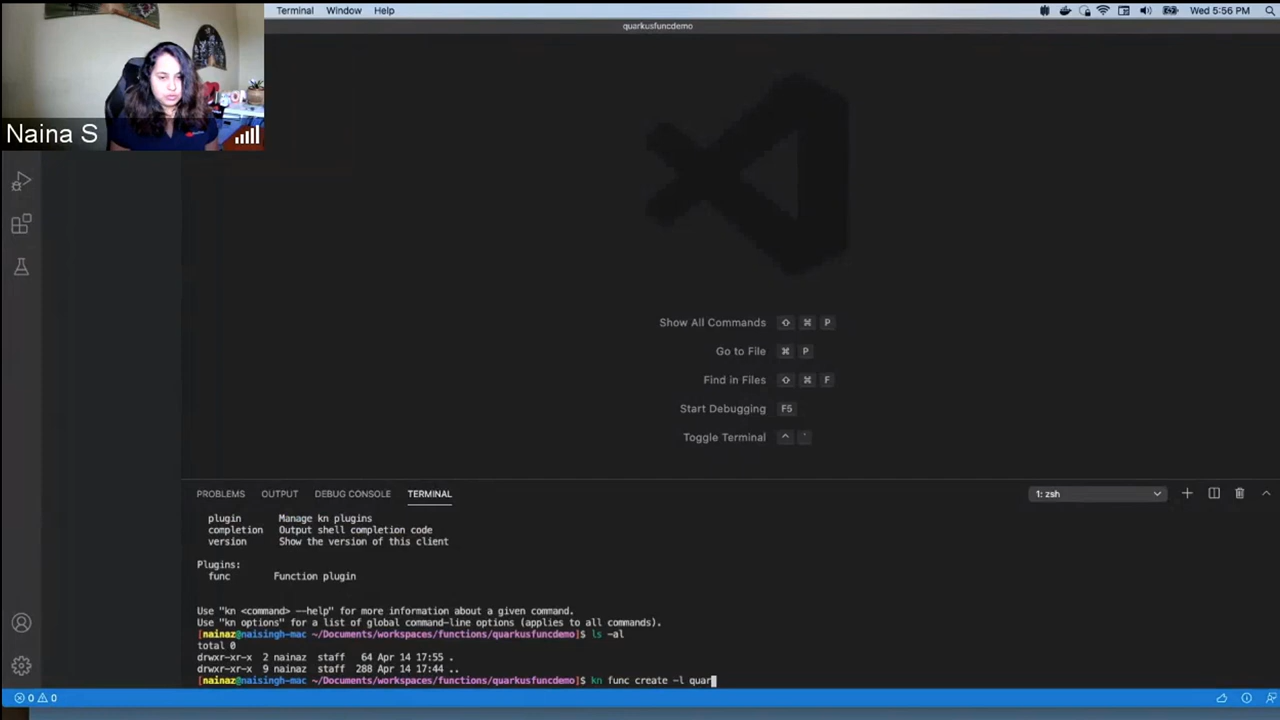 Terminal Window Help
Wed 5:56 PM
quarkusfuncdemo
Naina S
Show All Commands ⇧ ⌘ P
Go to File ⌘ P
Find in Files ⇧ ⌘ F
Start Debugging F5
Toggle Terminal ^ `
PROBLEMS OUTPUT DEBUG CONSOLE TERMINAL
1: zsh
plugin Manage kn plugins
completion Output shell completion code
version Show the version of this client
Plugins:
func Function plugin
Use "kn <command> --help" for more information about a given command.
Use "kn options" for a list of global command-line options (applies to all commands).
[nainaz@naisingh-mac ~/Documents/workspaces/functions/quarkusfuncdemo]$ ls -al
total 0
drwxr-xr-x 2 nainaz staff 64 Apr 14 17:55 .
drwxr-xr-x 9 nainaz staff 288 Apr 14 17:44 ..
[nainaz@naisingh-mac ~/Documents/workspaces/functions/quarkusfuncdemo]$ kn func create -l quar
0 0